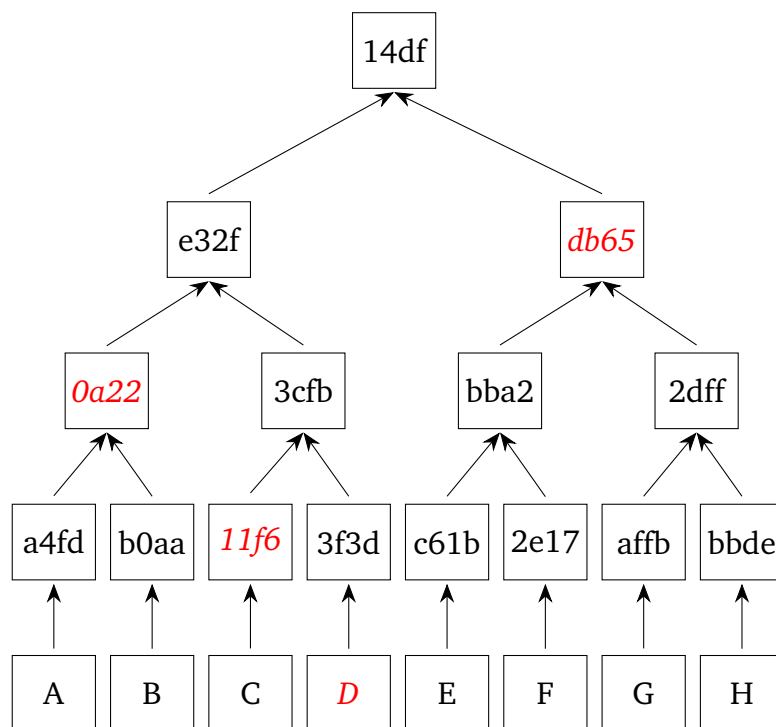 14df
e32f db65
0a22 3cfb bba2 2dff
a4fd b0aa 11f6 3f3d c61b 2e17 affb bbde
A B C D E F G H